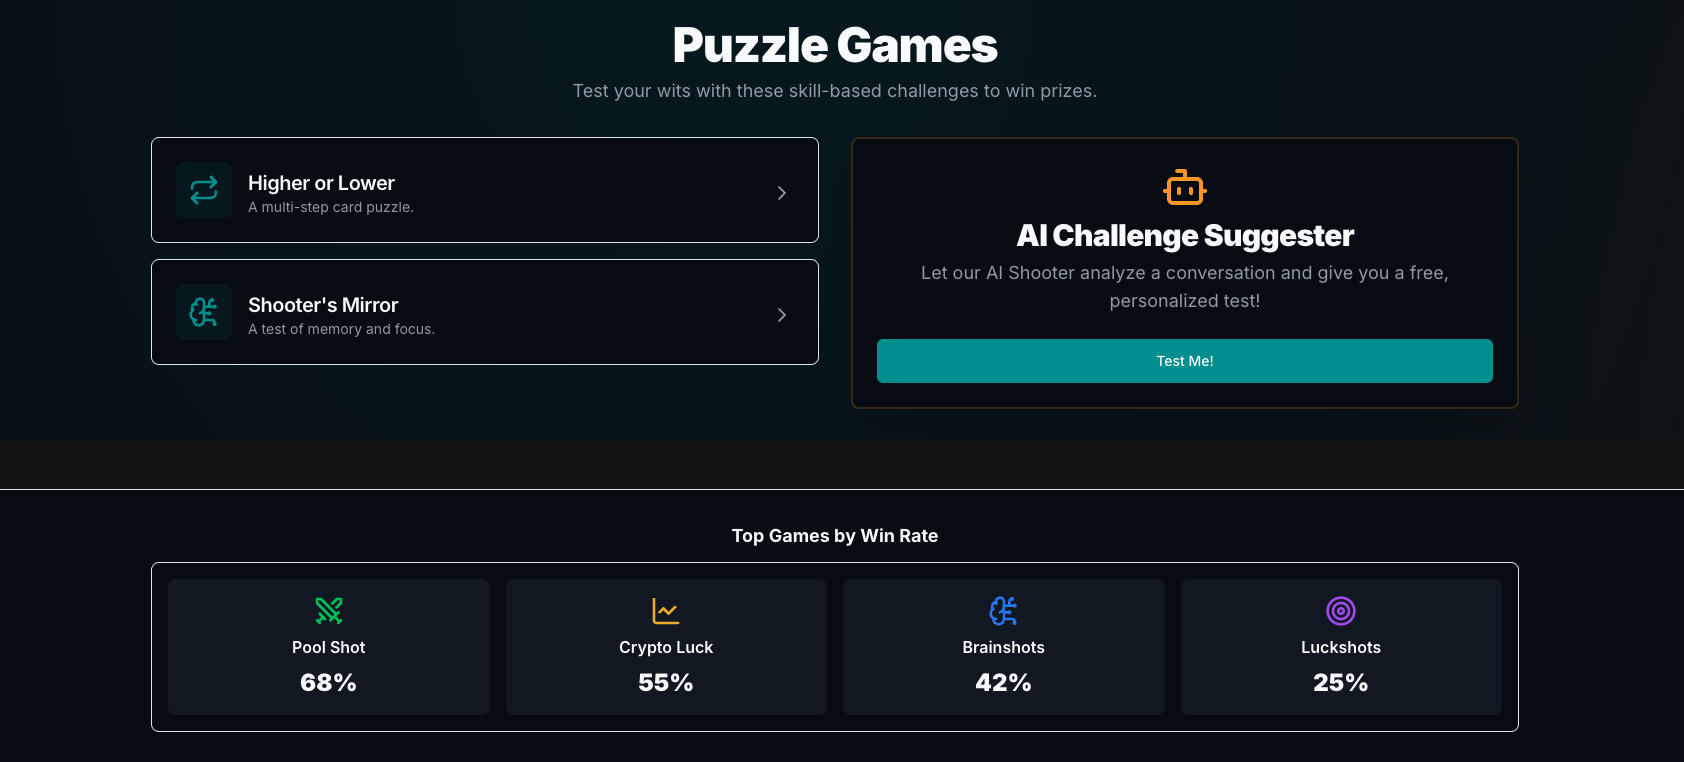 Puzzle Games
Test your wits with these skill-based challenges to win prizes.
Higher or Lower
A multi-step card puzzle.
Shooter's Mirror
A test of memory and focus.
AI Challenge Suggester
Let our AI Shooter analyze a conversation and give you a free,
personalized test!
Test Me!
Top Games by Win Rate
Pool Shot
68%
Crypto Luck
55%
Brainshots
42%
Luckshots
25%